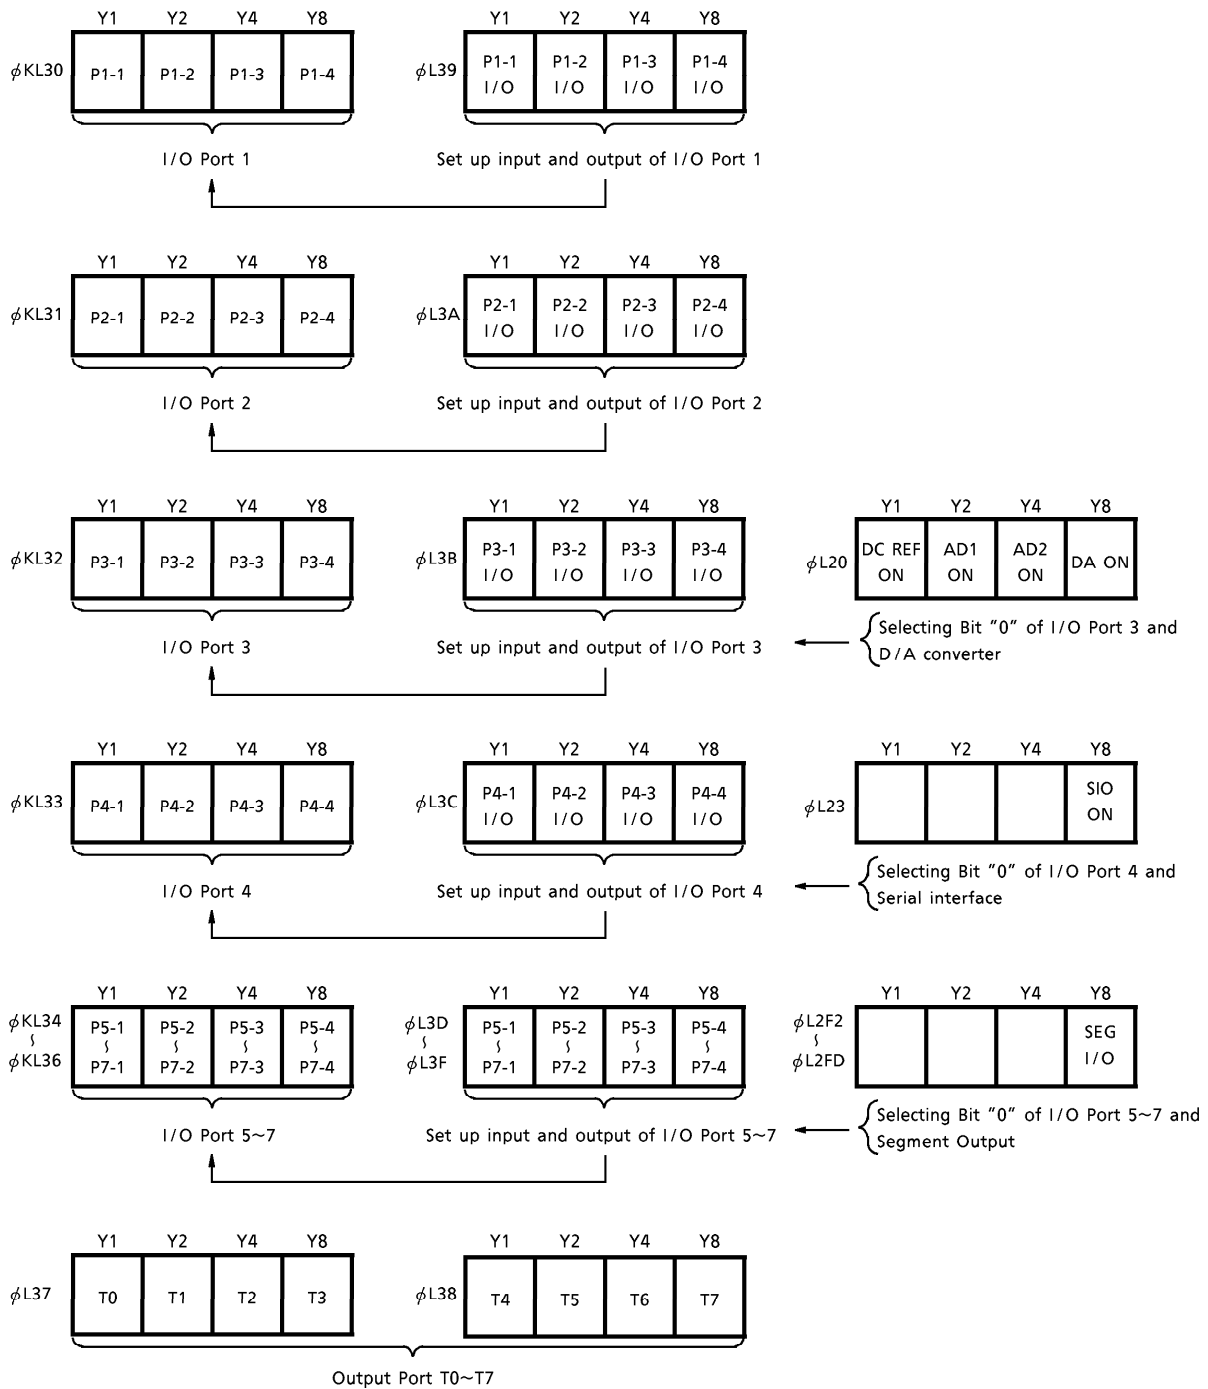 Y1 Y2 Y4 Y8 Y1 Y2 Y4 Y8
ϕKL30 P1-1 P1-2 P1-3 P1-4 ϕL39 P1-1 I/O P1-2 I/O P1-3 I/O P1-4 I/O
I/O Port 1 Set up input and output of I/O Port 1
Y1 Y2 Y4 Y8 Y1 Y2 Y4 Y8
ϕKL31 P2-1 P2-2 P2-3 P2-4 ϕL3A P2-1 I/O P2-2 I/O P2-3 I/O P2-4 I/O
I/O Port 2 Set up input and output of I/O Port 2
Y1 Y2 Y4 Y8 Y1 Y2 Y4 Y8 Y1 Y2 Y4 Y8
ϕKL32 P3-1 P3-2 P3-3 P3-4 ϕL3B P3-1 I/O P3-2 I/O P3-3 I/O P3-4 I/O ϕL20 DC REF ON AD1 ON AD2 ON DA ON
I/O Port 3 Set up input and output of I/O Port 3 Selecting Bit "0" of I/O Port 3 and
D/A converter
Y1 Y2 Y4 Y8 Y1 Y2 Y4 Y8 Y1 Y2 Y4 Y8
ϕKL33 P4-1 P4-2 P4-3 P4-4 ϕL3C P4-1 I/O P4-2 I/O P4-3 I/O P4-4 I/O ϕL23 SIO ON
I/O Port 4 Set up input and output of I/O Port 4 Selecting Bit "0" of I/O Port 4 and
Serial interface
Y1 Y2 Y4 Y8 Y1 Y2 Y4 Y8 Y1 Y2 Y4 Y8
ϕKL34 P5-1 P5-2 P5-3 P5-4 ϕL3D P5-1 P5-2 P5-3 P5-4 ϕL2F2 SEG
~ ~ ~ ~ ~ ~ ~ ~ ~ ~ ~
ϕKL36 P7-1 P7-2 P7-3 P7-4 ϕL3F P7-1 P7-2 P7-3 P7-4 ϕL2FD I/O
I/O Port 5~7 Set up input and output of I/O Port 5~7 Selecting Bit "0" of I/O Port 5~7 and
Segment Output
Y1 Y2 Y4 Y8 Y1 Y2 Y4 Y8
ϕL37 T0 T1 T2 T3 ϕL38 T4 T5 T6 T7
Output Port T0~T7